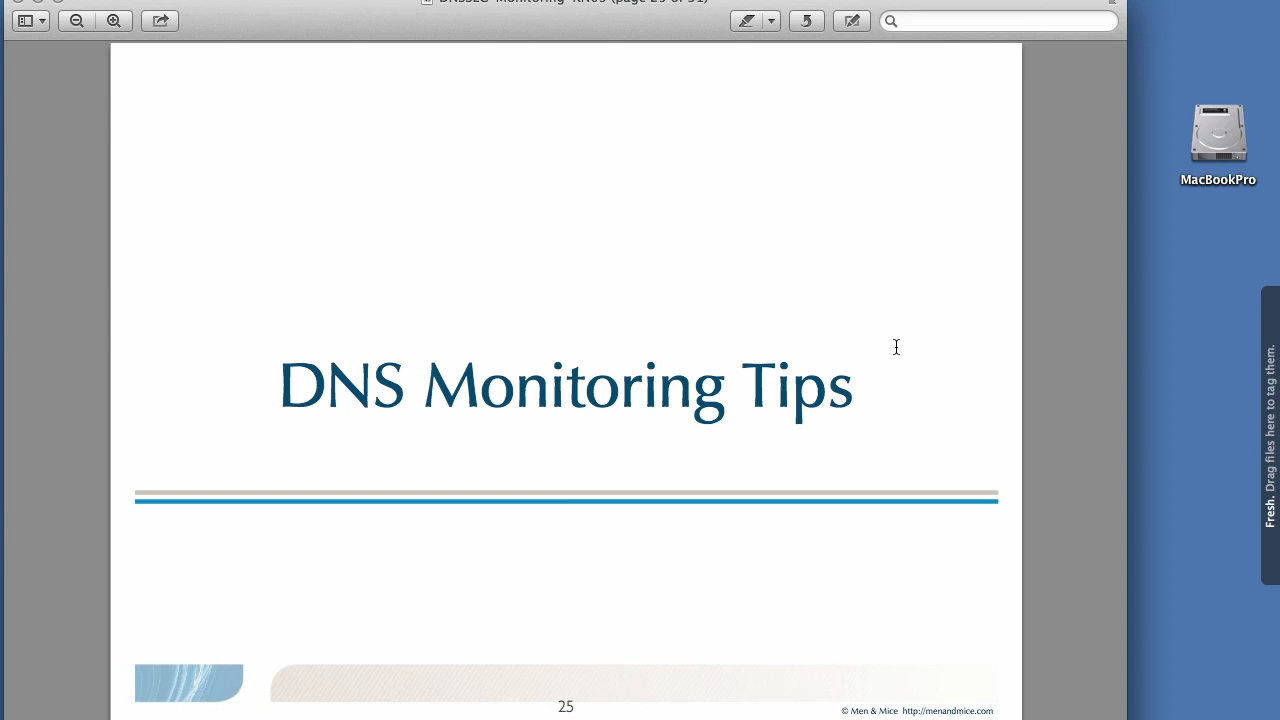 DNS Monitoring Tips
25
© Men & Mice http://menandmice.com
MacBookPro
Fresh. Drag files here to tag them.